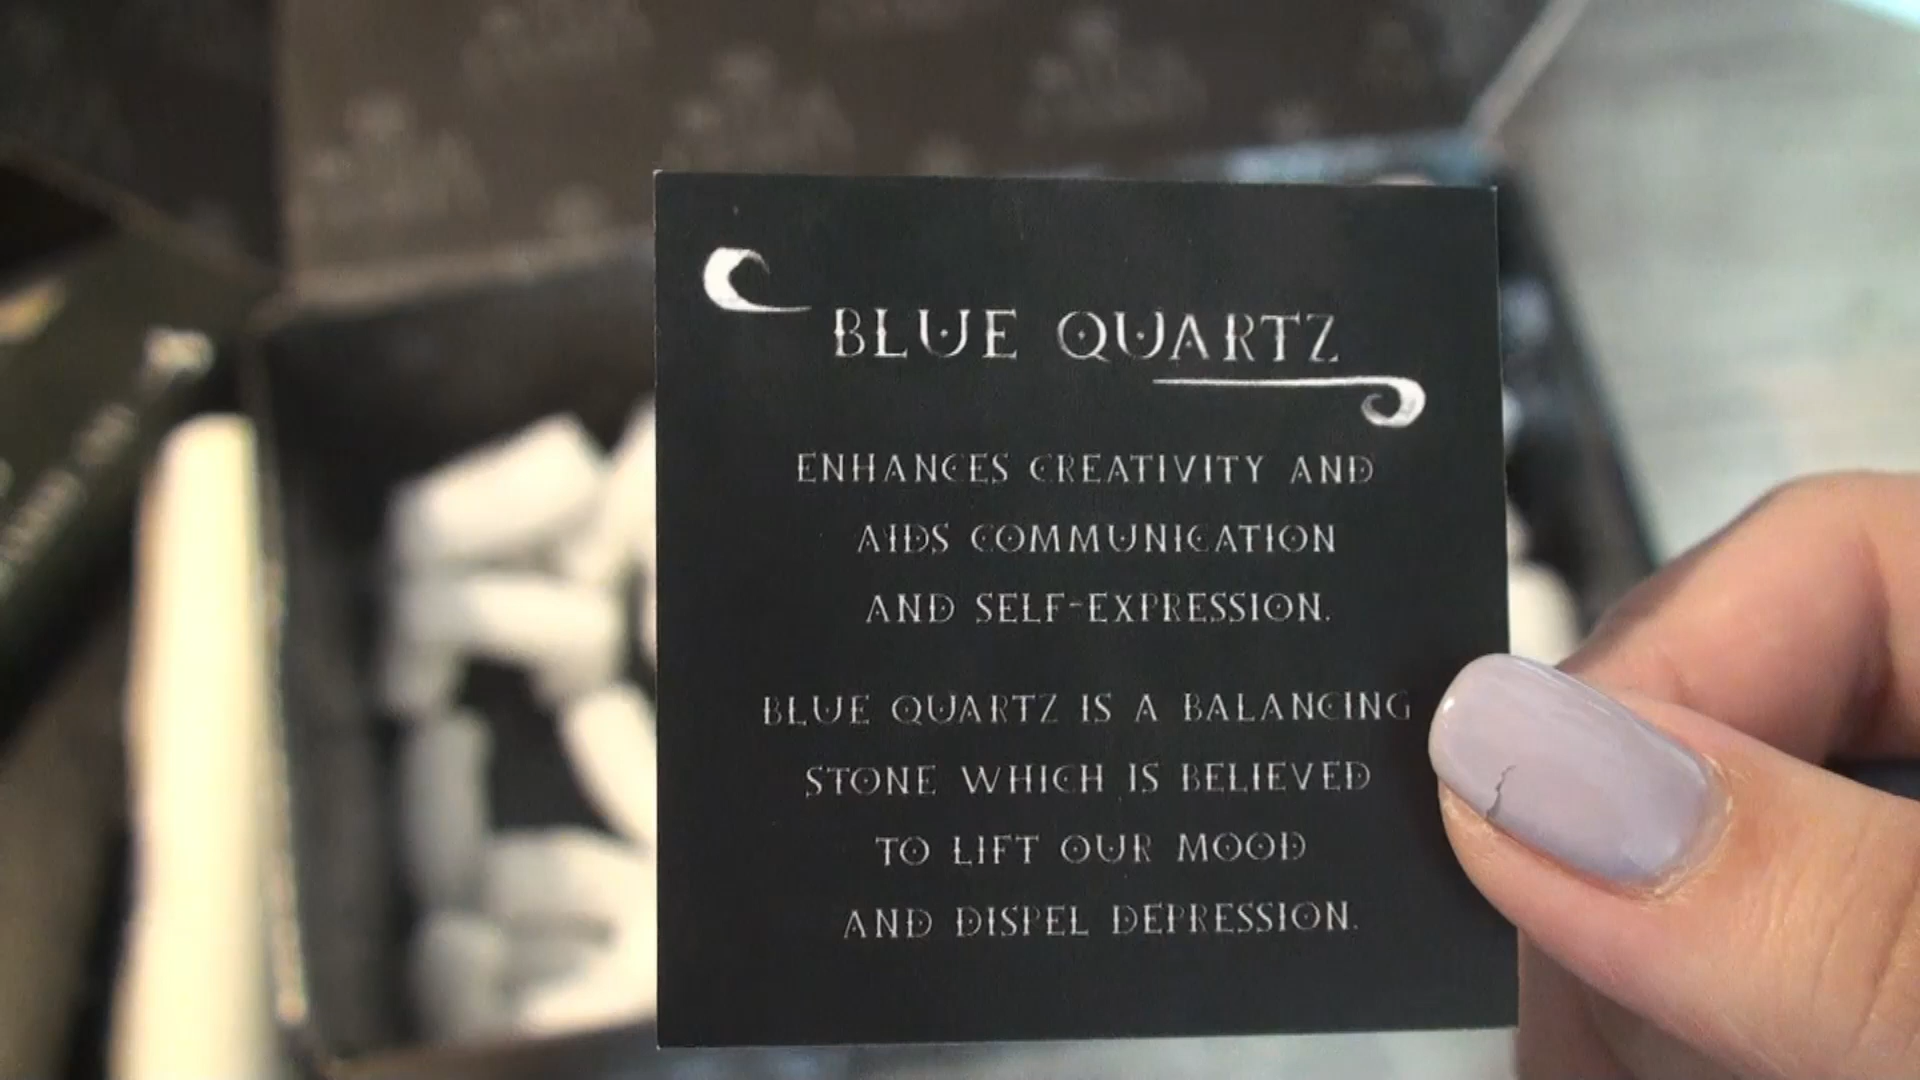 BLUE QUARTZ
ENHANCES CREATIVITY AND
AIDS COMMUNICATION
AND SELF-EXPRESSION.
BLUE QUARTZ IS A BALANCING
STONE WHICH IS BELIEVED
TO LIFT OUR MOOD
AND DISPEL DEPRESSION.